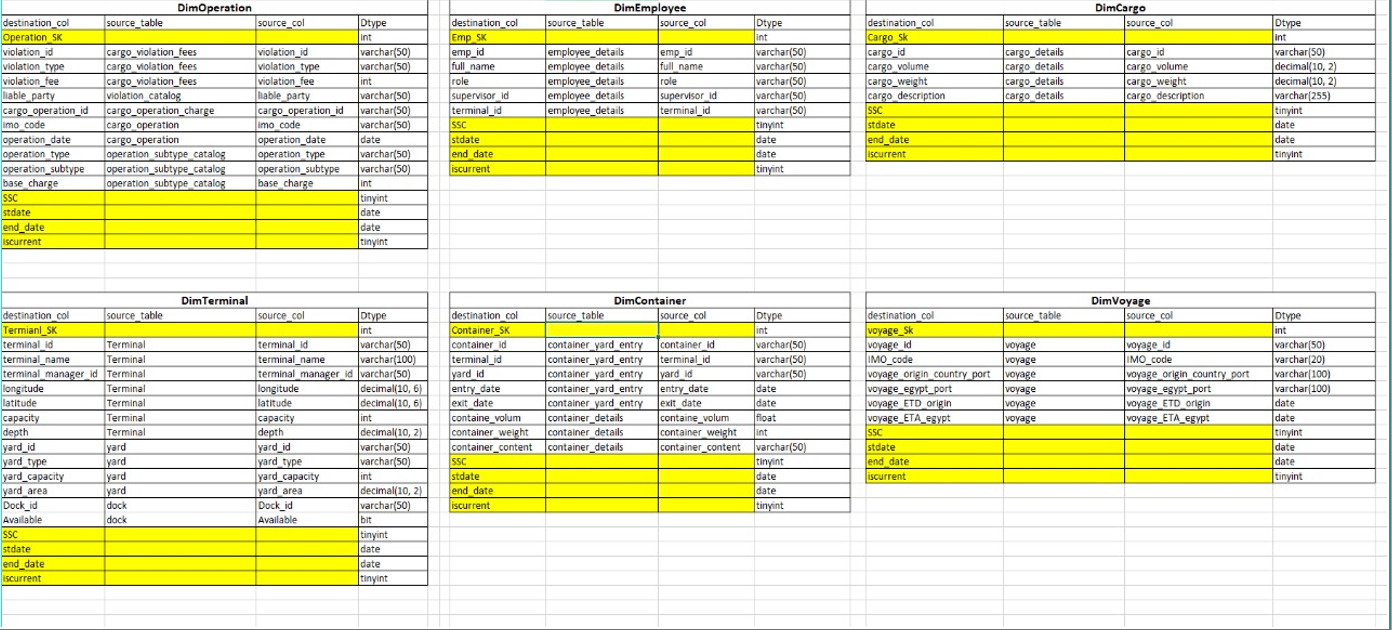 DimOperation
destination_col source_table source_col Dtype
Operation_SK int
violation_id cargo_violation_fees violation_id varchar(50)
violation_type cargo_violation_fees violation_type varchar(50)
violation_fee cargo_violation_fees violation_fee int
liable_party violation_catalog liable_party varchar(50)
cargo_operation_id cargo_operation_charge cargo_operation_id varchar(50)
imo_code cargo_operation imo_code varchar(50)
operation_date cargo_operation operation_date date
operation_type operation_subtype_catalog operation_type varchar(50)
operation_subtype operation_subtype_catalog operation_subtype varchar(50)
base_charge operation_subtype_catalog base_charge int
SSC tinyint
stdate date
end_date date
iscurrent tinyint
DimEmployee
destination_col source_table source_col Dtype
Emp_SK int
emp_id employee_details emp_id varchar(50)
full_name employee_details full_name varchar(50)
role employee_details role varchar(50)
supervisor_id employee_details supervisor_id varchar(50)
terminal_id employee_details terminal_id varchar(50)
SSC tinyint
stdate date
end_date date
iscurrent tinyint
DimCargo
destination_col source_table source_col Dtype
Cargo_Sk int
cargo_id cargo_details cargo_id varchar(50)
cargo_volume cargo_details cargo_volume decimal(10, 2)
cargo_weight cargo_details cargo_weight decimal(10, 2)
cargo_description cargo_details cargo_description varchar(255)
SSC tinyint
stdate date
end_date date
iscurrent tinyint
DimTerminal
destination_col source_table source_col Dtype
Termianl_SK int
terminal_id Terminal terminal_id varchar(50)
terminal_name Terminal terminal_name varchar(100)
terminal_manager_id Terminal terminal_manager_id varchar(50)
longitude Terminal longitude decimal(10, 6)
latitude Terminal latitude decimal(10, 6)
capacity Terminal capacity int
depth Terminal depth decimal(10, 2)
yard_id yard yard_id varchar(50)
yard_type yard yard_type varchar(50)
yard_capacity yard yard_capacity int
yard_area yard yard_area decimal(10, 2)
Dock_id dock Dock_id varchar(50)
Available dock Available bit
SSC tinyint
stdate date
end_date date
iscurrent tinyint
DimContainer
destination_col source_table source_col Dtype
Container_SK int
container_id container_yard_entry container_id varchar(50)
terminal_id container_yard_entry terminal_id varchar(50)
yard_id container_yard_entry yard_id varchar(50)
entry_date container_yard_entry entry_date date
exit_date container_yard_entry exit_date date
containe_volum container_details containe_volum float
container_weight container_details container_weight int
container_content container_details container_content varchar(50)
SSC tinyint
stdate date
end_date date
iscurrent tinyint
DimVoyage
destination_col source_table source_col Dtype
voyage_Sk int
voyage_id voyage voyage_id varchar(50)
IMO_code voyage IMO_code varchar(20)
voyage_origin_country_port voyage voyage_origin_country_port varchar(100)
voyage_egypt_port voyage voyage_egypt_port varchar(100)
voyage_ETD_origin voyage voyage_ETD_origin date
voyage_ETA_egypt voyage voyage_ETA_egypt date
SSC tinyint
stdate date
end_date date
iscurrent tinyint